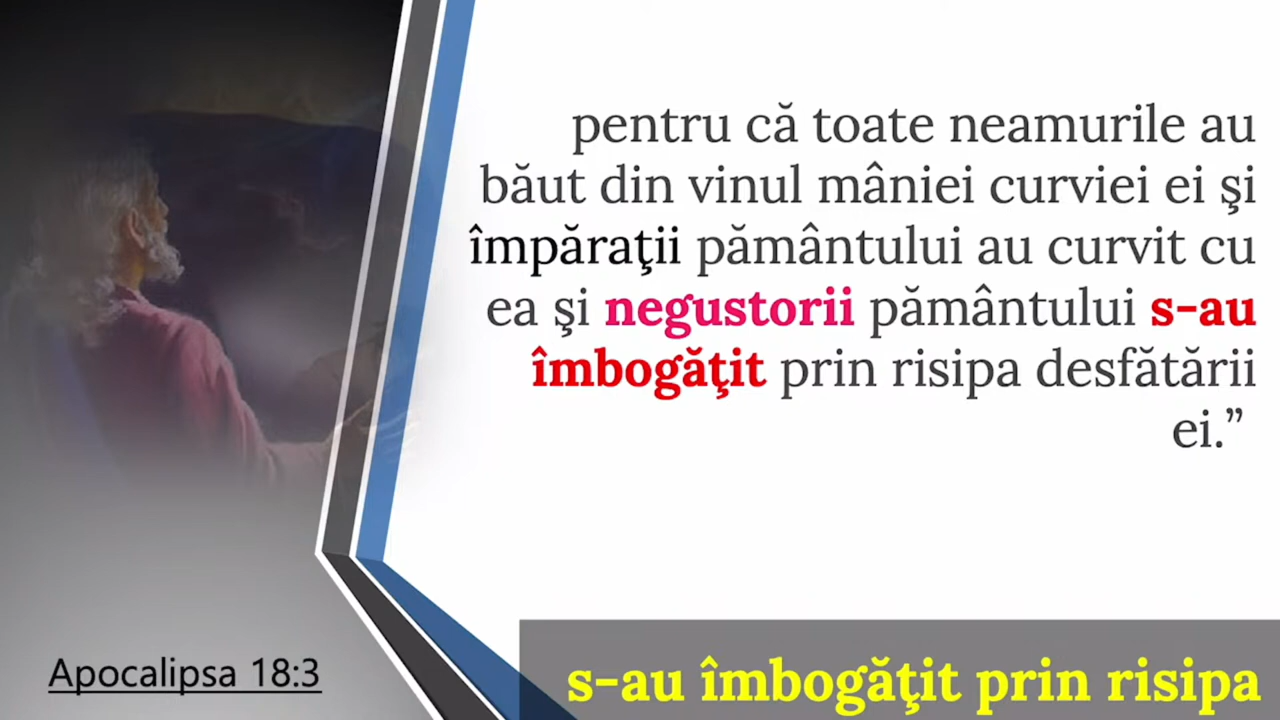 pentru că toate neamurile au
băut din vinul mâniei curviei ei şi
împăraţii pământului au curvit cu
ea şi negustorii pământului s-au
îmbogăţit prin risipa desfătării
ei.”
Apocalipsa 18:3
s-au îmbogăţit prin risipa